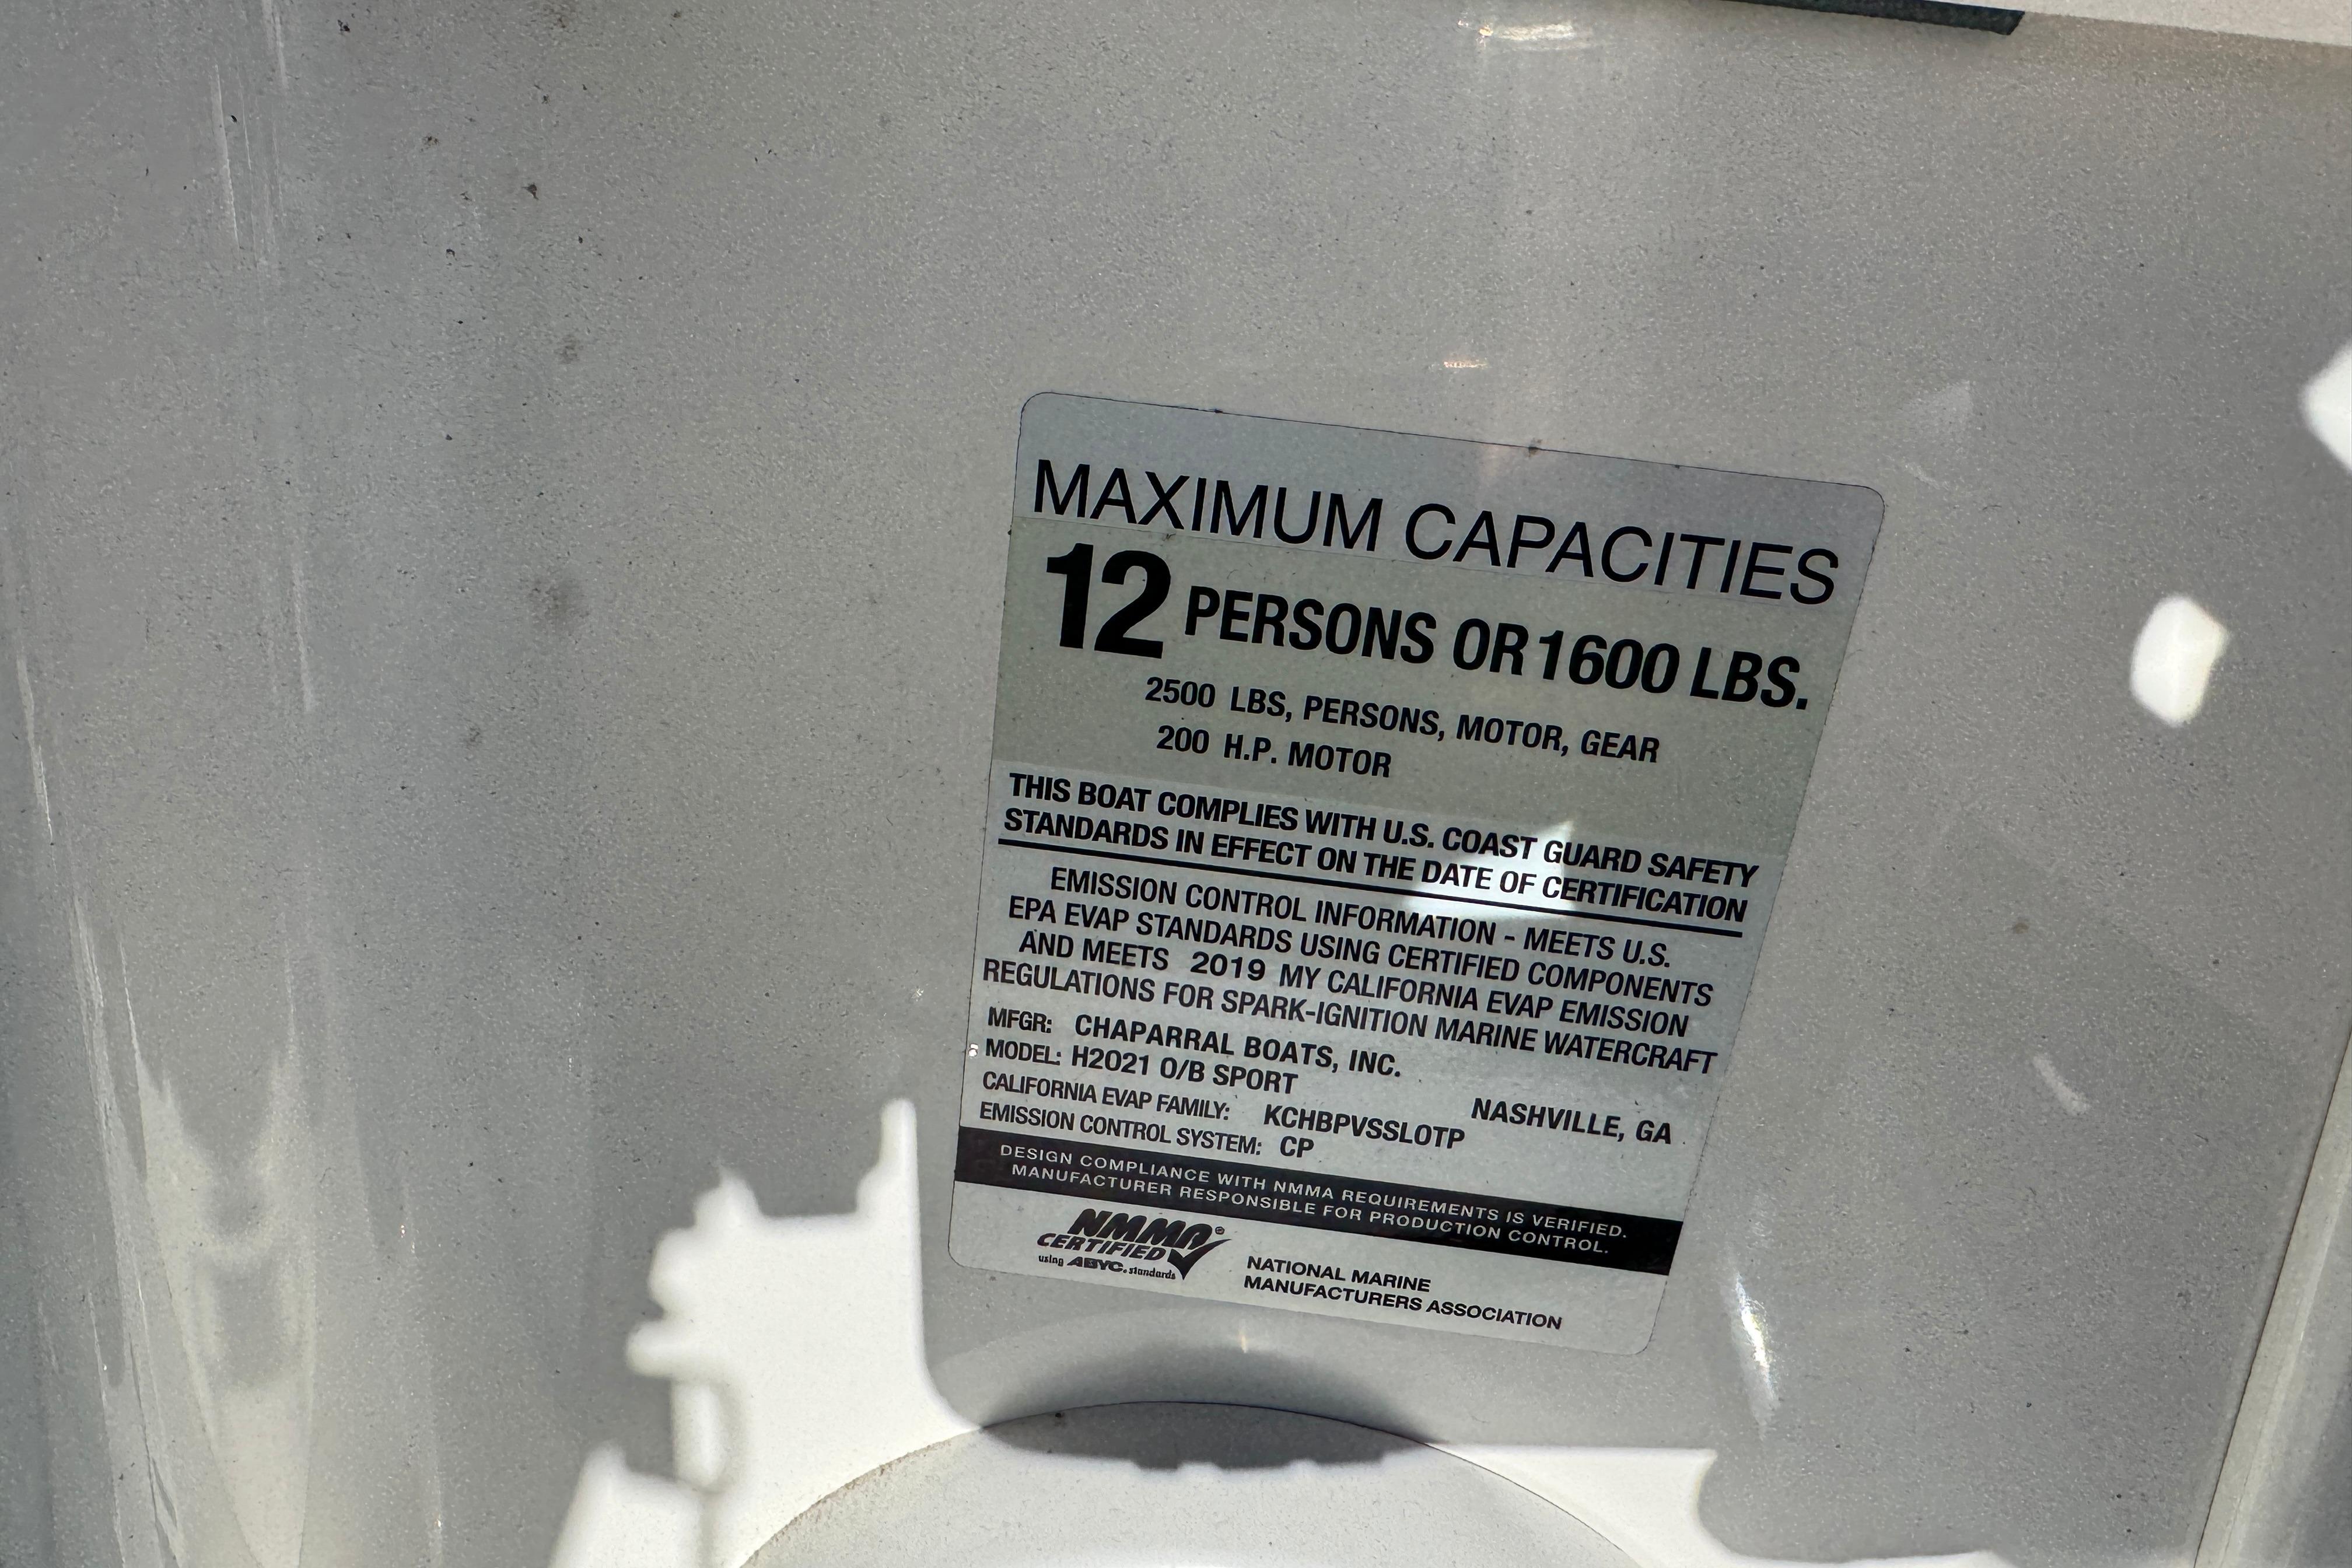 MAXIMUM CAPACITIES
12 PERSONS OR 1600 LBS.
2500 LBS, PERSONS, MOTOR, GEAR
200 H.P. MOTOR
THIS BOAT COMPLIES WITH U.S. COAST GUARD SAFETY
STANDARDS IN EFFECT ON THE DATE OF CERTIFICATION
EMISSION CONTROL INFORMATION - MEETS U.S.
EPA EVAP STANDARDS USING CERTIFIED COMPONENTS
AND MEETS 2019 MY CALIFORNIA EVAP EMISSION
REGULATIONS FOR SPARK-IGNITION MARINE WATERCRAFT
MFGR: CHAPARRAL BOATS, INC.
MODEL: H2021 O/B SPORT
NASHVILLE, GA
CALIFORNIA EVAP FAMILY: KCHBPVSSLOTP
EMISSION CONTROL SYSTEM: CP
DESIGN COMPLIANCE WITH NMMA REQUIREMENTS IS VERIFIED.
MANUFACTURER RESPONSIBLE FOR PRODUCTION CONTROL.
NMMA®
CERTIFIED
using ABYC. standards
NATIONAL MARINE
MANUFACTURERS ASSOCIATION